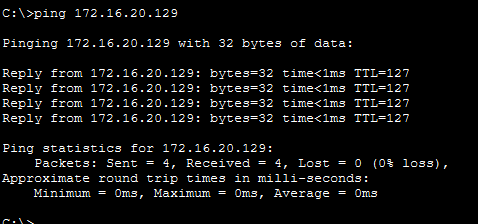 C:\>ping 172.16.20.129
Pinging 172.16.20.129 with 32 bytes of data:
Reply from 172.16.20.129: bytes=32 time<1ms TTL=127
Reply from 172.16.20.129: bytes=32 time<1ms TTL=127
Reply from 172.16.20.129: bytes=32 time<1ms TTL=127
Reply from 172.16.20.129: bytes=32 time<1ms TTL=127
Ping statistics for 172.16.20.129:
Packets: Sent = 4, Received = 4, Lost = 0 (0% loss),
Approximate round trip times in milli-seconds:
Minimum = 0ms, Maximum = 0ms, Average = 0ms
C:\>